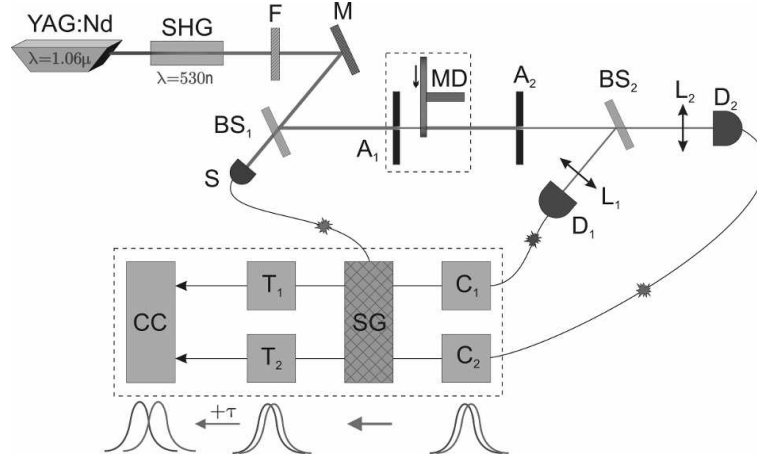 YAG:Nd
λ=1.06μ
SHG
λ=530n
F
M
BS₁
S
A₁
MD
A₂
BS₂
L₂
D₂
L₁
D₁
CC
T₁
T₂
SG
C₁
C₂
+τ